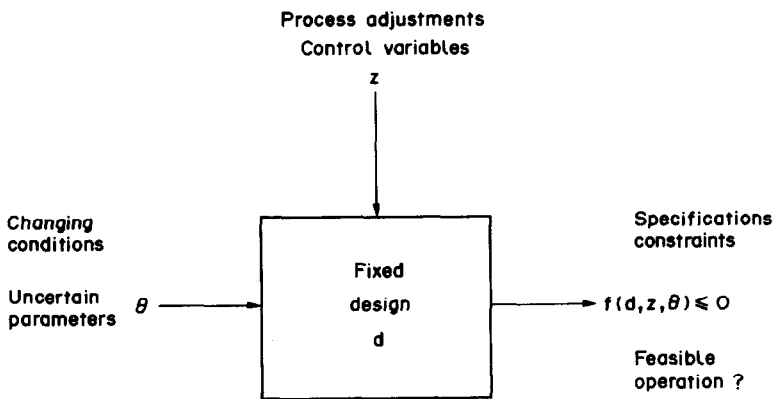 Process adjustments
Control variables
z
Changing
conditions
Uncertain
parameters
θ
Fixed
design
d
Specifications
constraints
f(d,z,θ) ⩽ 0
Feasible
operation ?